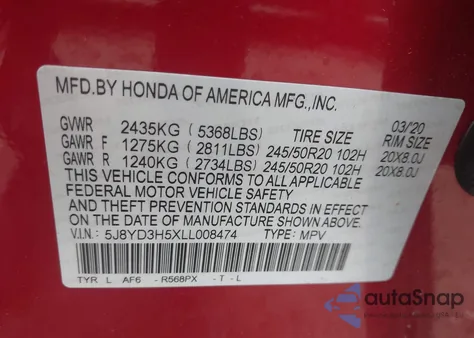 MFD.BY HONDA OF AMERICA MFG.,INC.
03/20
GVWR 2435KG ( 5368LBS) TIRE SIZE RIM SIZE
GAWR F 1275KG ( 2811LBS) 245/50R20 102H 20X8.0J
GAWR R 1240KG ( 2734LBS) 245/50R20 102H 20X8.0J
THIS VEHICLE CONFORMS TO ALL APPLICABLE
FEDERAL MOTOR VEHICLE SAFETY
AND THEFT PREVENTION STANDARDS IN EFFECT
ON THE DATE OF MANUFACTURE SHOWN ABOVE.
V.I.N: 5J8YD3H5XLL008474 TYPE: MPV
TYR L AF6 - R568PX - T - L
autoSnap